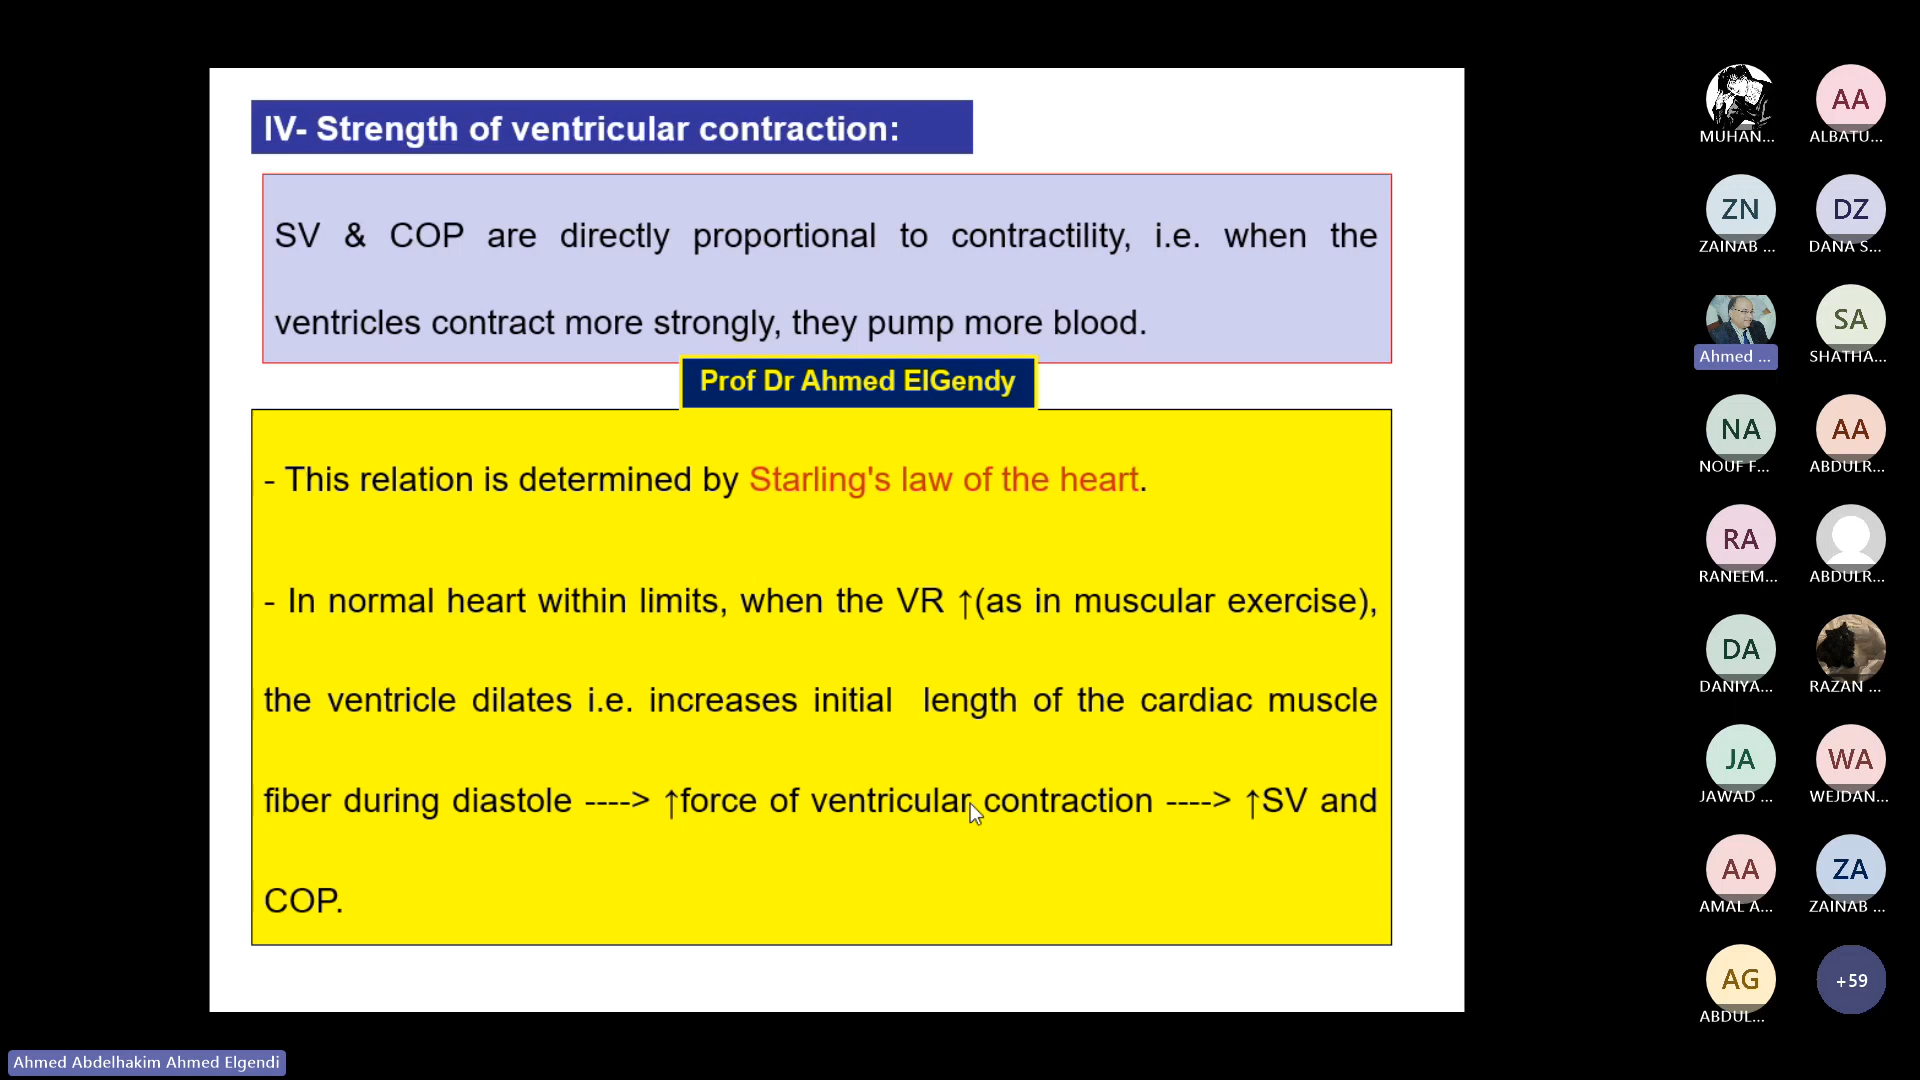 IV- Strength of ventricular contraction:
SV & COP are directly proportional to contractility, i.e. when the
ventricles contract more strongly, they pump more blood.
Prof Dr Ahmed ElGendy
- This relation is determined by Starling's law of the heart.
- In normal heart within limits, when the VR ↑(as in muscular exercise),
the ventricle dilates i.e. increases initial length of the cardiac muscle
fiber during diastole ----> ↑force of ventricular contraction ----> ↑SV and
COP.
AA
MUHAN... ALBATU...
ZN DZ
ZAINAB ... DANA S...
SA
Ahmed ... SHATHA...
NA AA
NOUF F... ABDULR...
RA
RANEEM... ABDULR...
DA
DANIYA... RAZAN ...
JA WA
JAWAD ... WEJDAN...
AA ZA
AMAL A... ZAINAB ...
AG +59
ABDUL...
Ahmed Abdelhakim Ahmed Elgendi